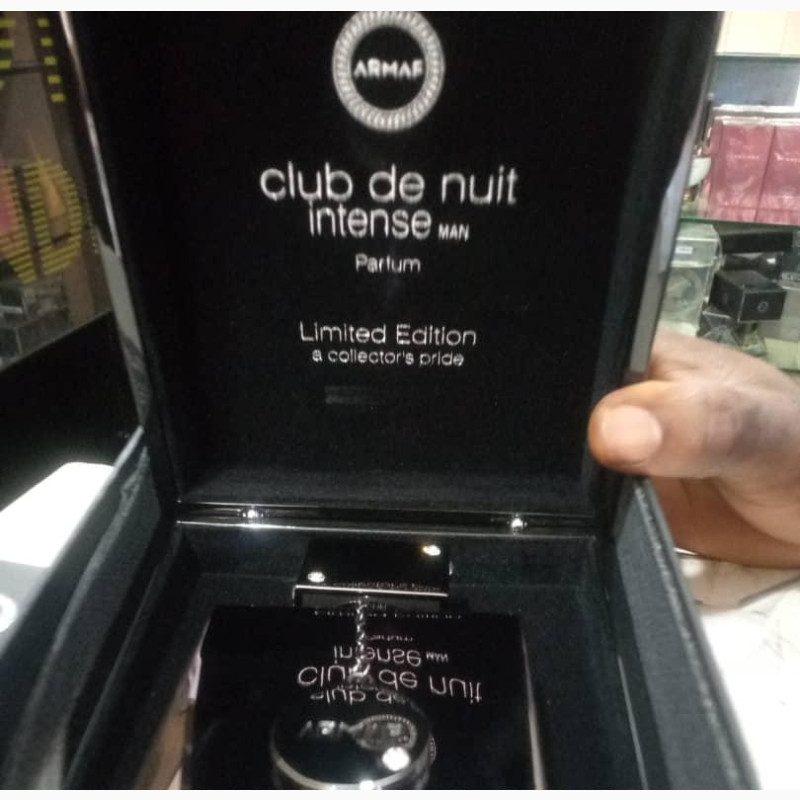 ARMAF
club de nuit
intense MAN
Parfum
Limited Edition
a collector's pride